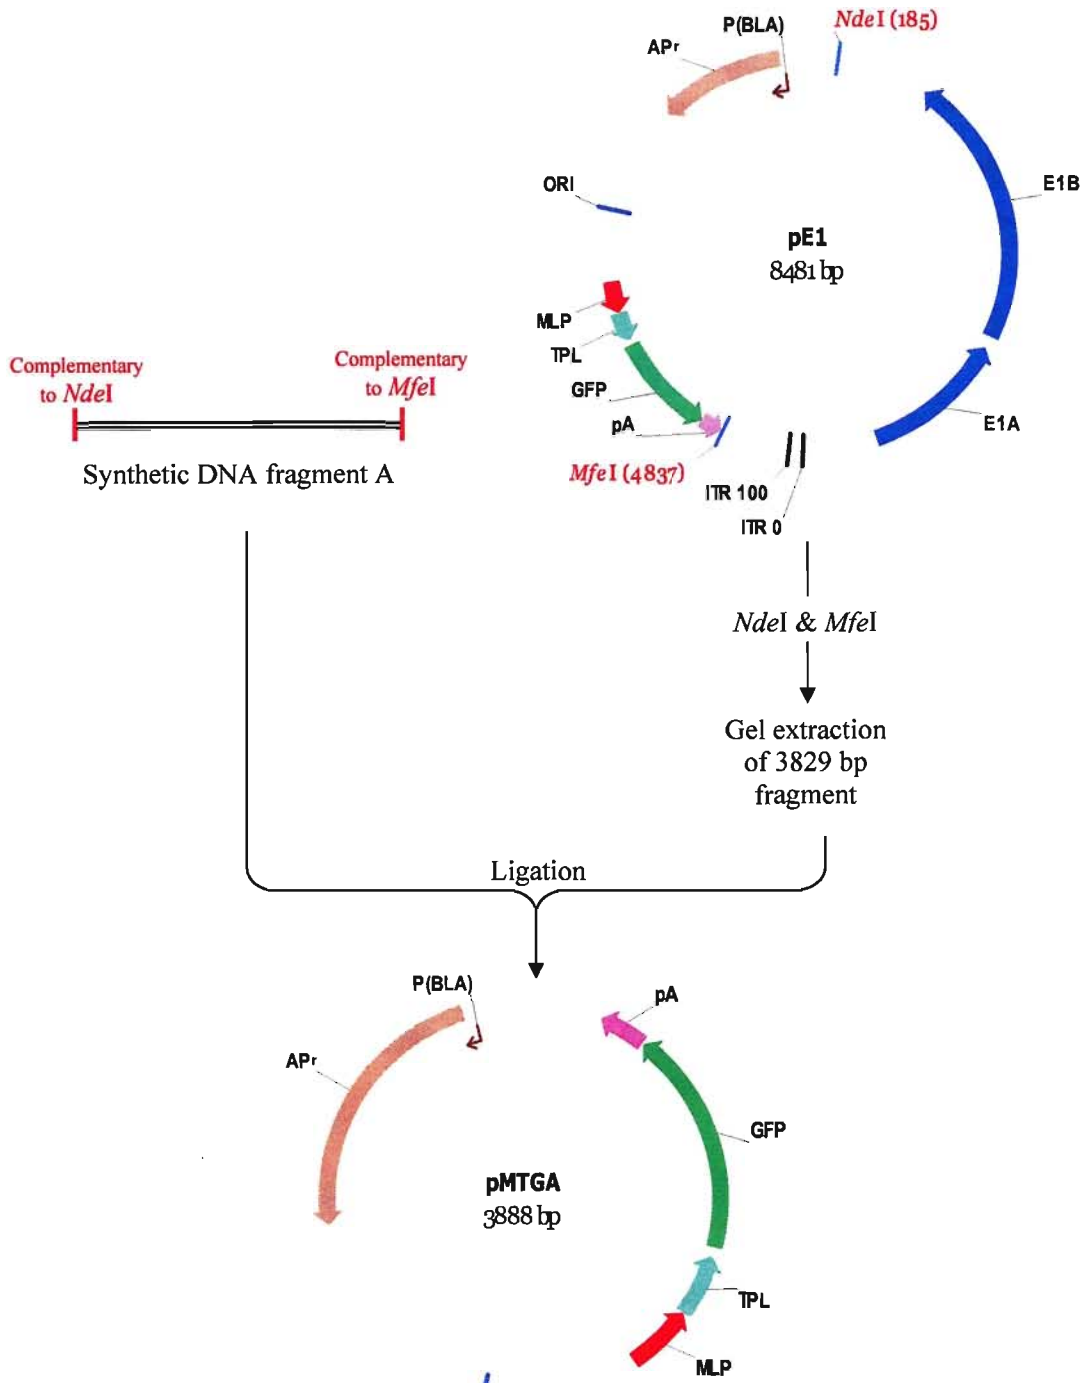 P(BLA)
NdeI (185)
APr
ORI
E1B
pE1
8481 bp
MLP
TPL
GFP
pA
MfeI (4837)
E1A
ITR 100
ITR 0
Complementary
to NdeI
Complementary
to MfeI
Synthetic DNA fragment A
NdeI & MfeI
Gel extraction
of 3829 bp
fragment
Ligation
P(BLA)
pA
APr
GFP
pMTGA
3888 bp
TPL
MLP